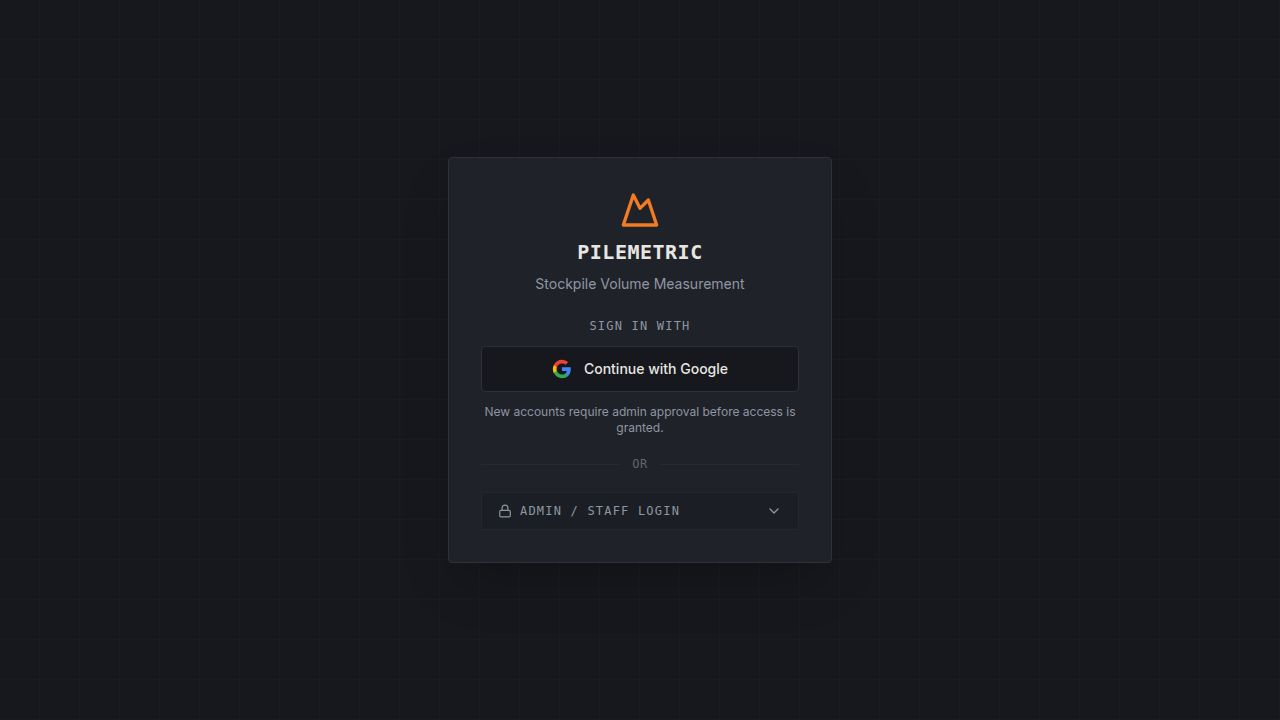 PILEMETRIC
Stockpile Volume Measurement
SIGN IN WITH
Continue with Google
New accounts require admin approval before access is
granted.
OR
ADMIN / STAFF LOGIN